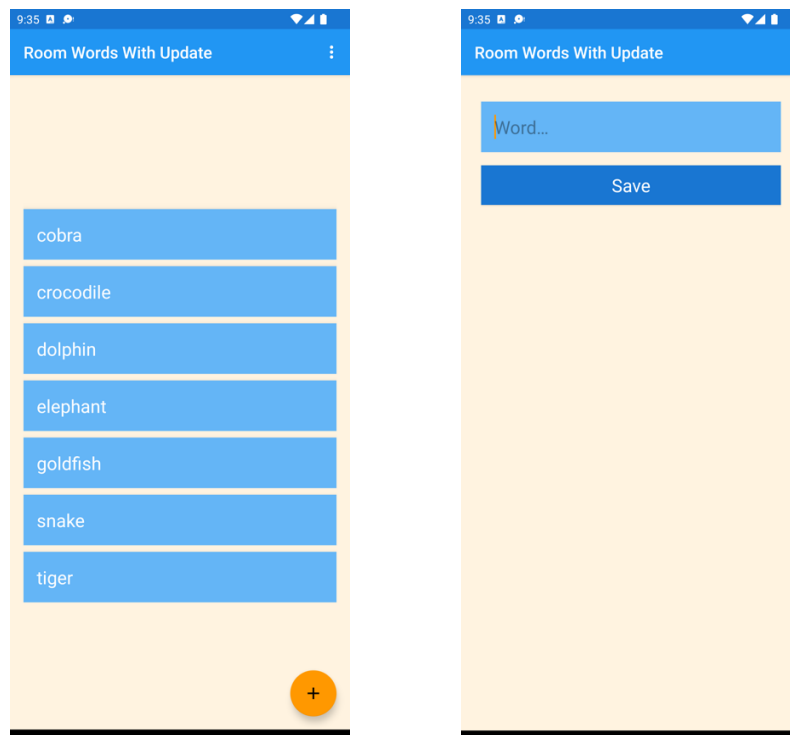 9:35
Room Words With Update
cobra
crocodile
dolphin
elephant
goldfish
snake
tiger
+
9:35
Room Words With Update
Word...
Save